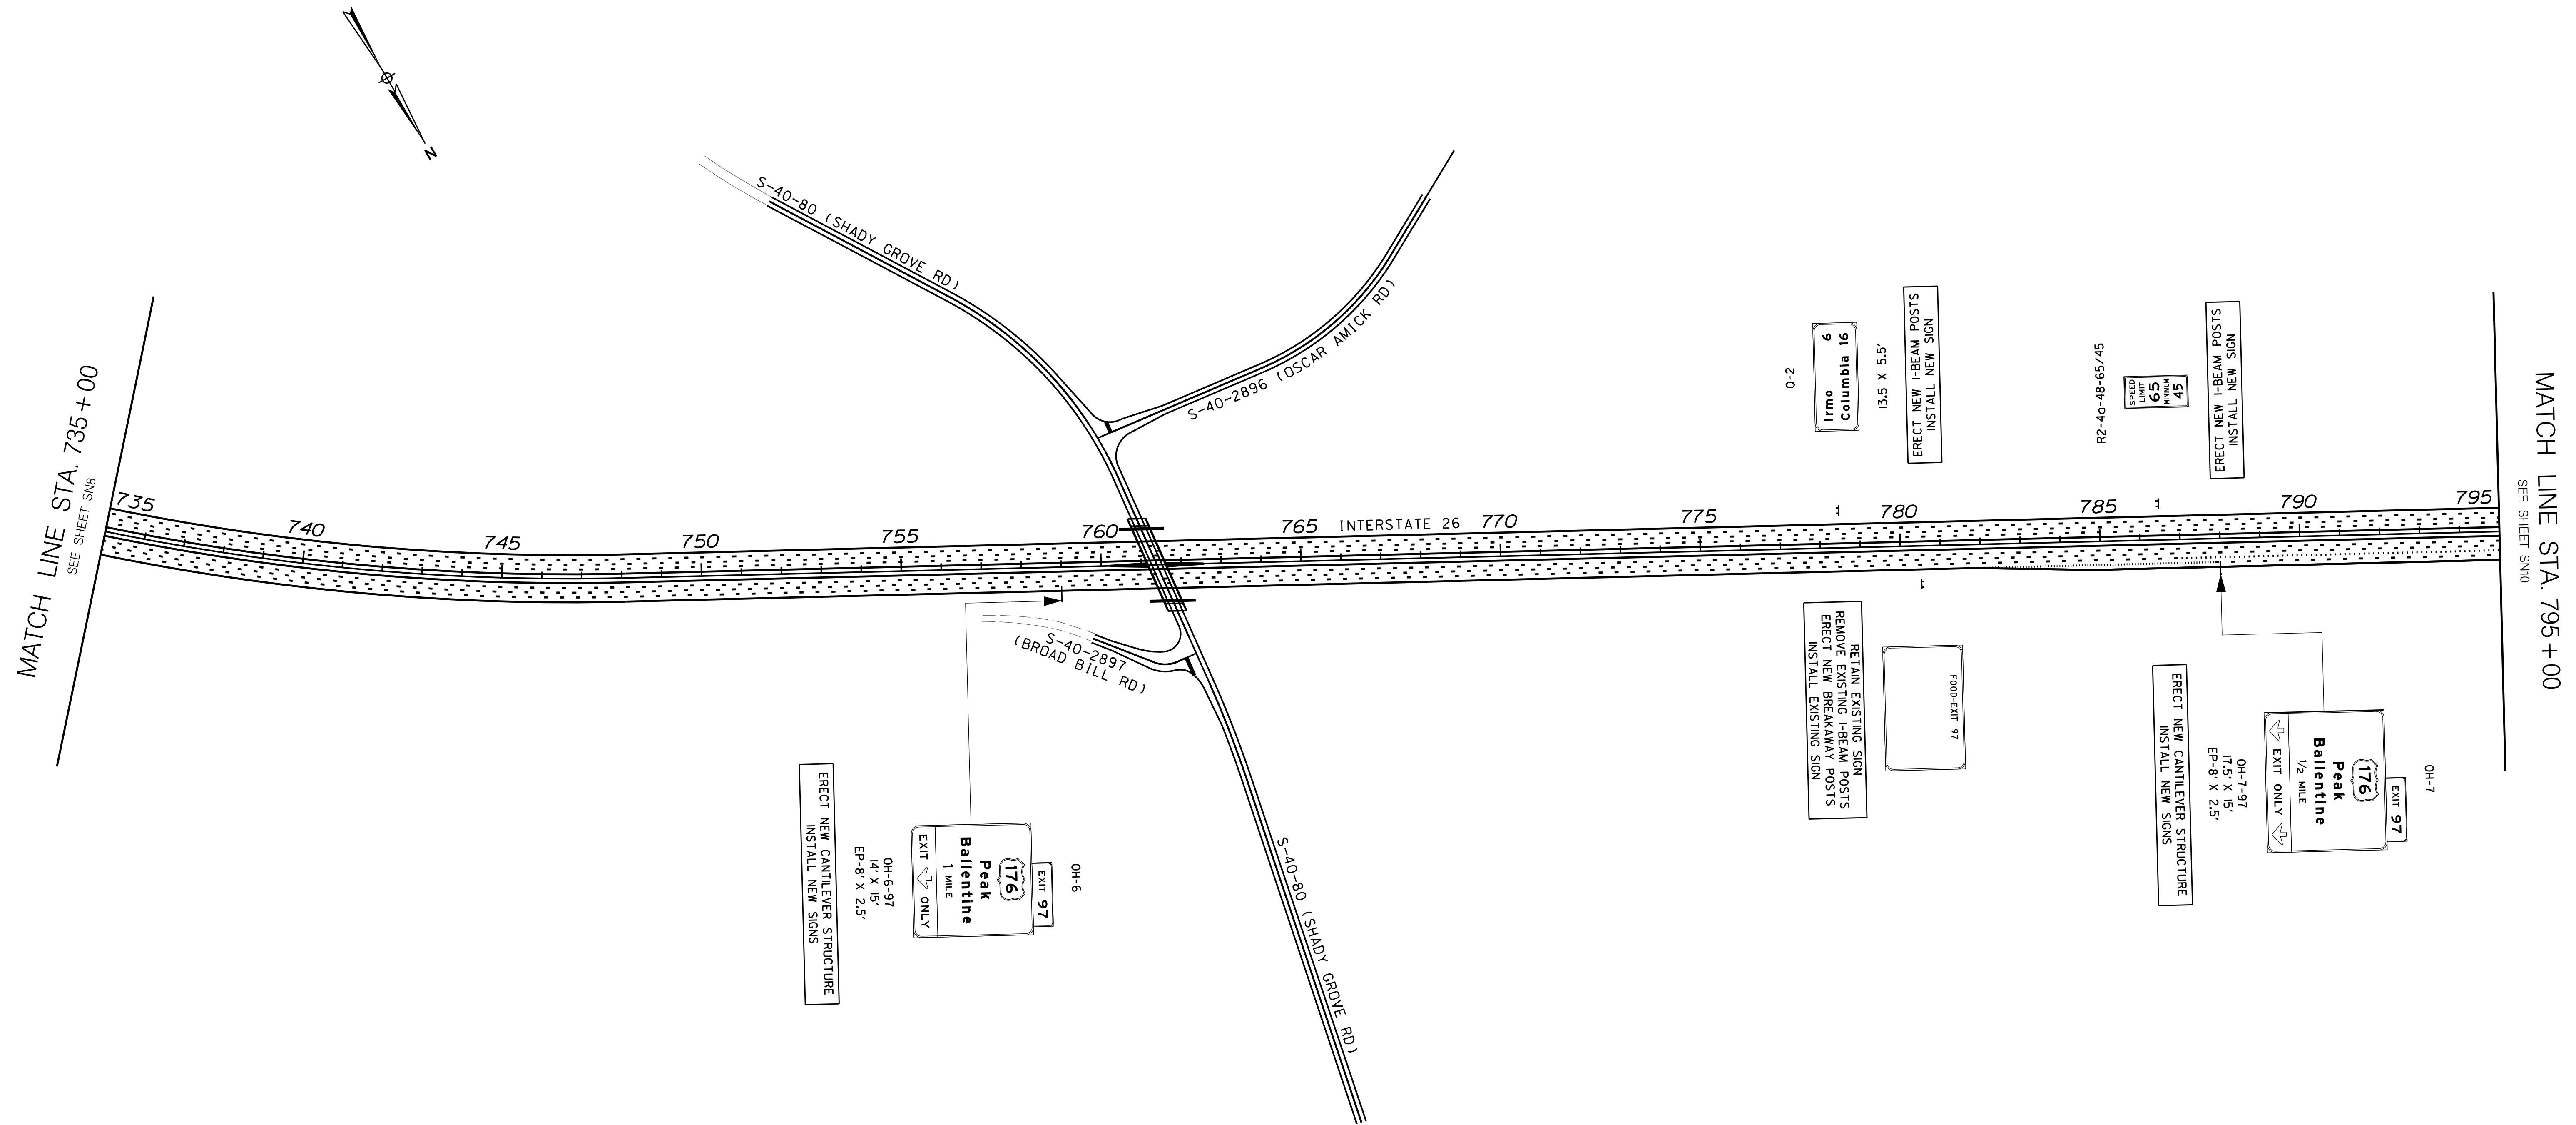 N
MATCH LINE STA. 735+00
SEE SHEET SN8
S-40-80 (SHADY GROVE RD)
S-40-2896 (OSCAR AMICK RD)
735
740
745
750
755
760
765
INTERSTATE 26
770
775
780
785
790
795
O-2
Irmo 6
Columbia 16
13.5 X 5.5'
ERECT NEW I-BEAM POSTS
INSTALL NEW SIGN
R2-4a-48-65/45
SPEED
LIMIT
65
MINIMUM
45
ERECT NEW I-BEAM POSTS
INSTALL NEW SIGN
MATCH LINE STA. 795+00
SEE SHEET SN10
S-40-2897
(BROAD BILL RD)
S-40-80 (SHADY GROVE RD)
OH-6
EXIT 97
176
Peak
Ballentine
1 MILE
EXIT ONLY
OH-6-97
14' X 15'
EP-8' X 2.5'
ERECT NEW CANTILEVER STRUCTURE
INSTALL NEW SIGNS
FOOD-EXIT 97
RETAIN EXISTING SIGN
REMOVE EXISTING I-BEAM POSTS
ERECT NEW BREAKAWAY POSTS
INSTALL EXISTING SIGN
OH-7
EXIT 97
176
Peak
Ballentine
1/2 MILE
EXIT ONLY
OH-7-97
17.5' X 15'
EP-8' X 2.5'
ERECT NEW CANTILEVER STRUCTURE
INSTALL NEW SIGNS